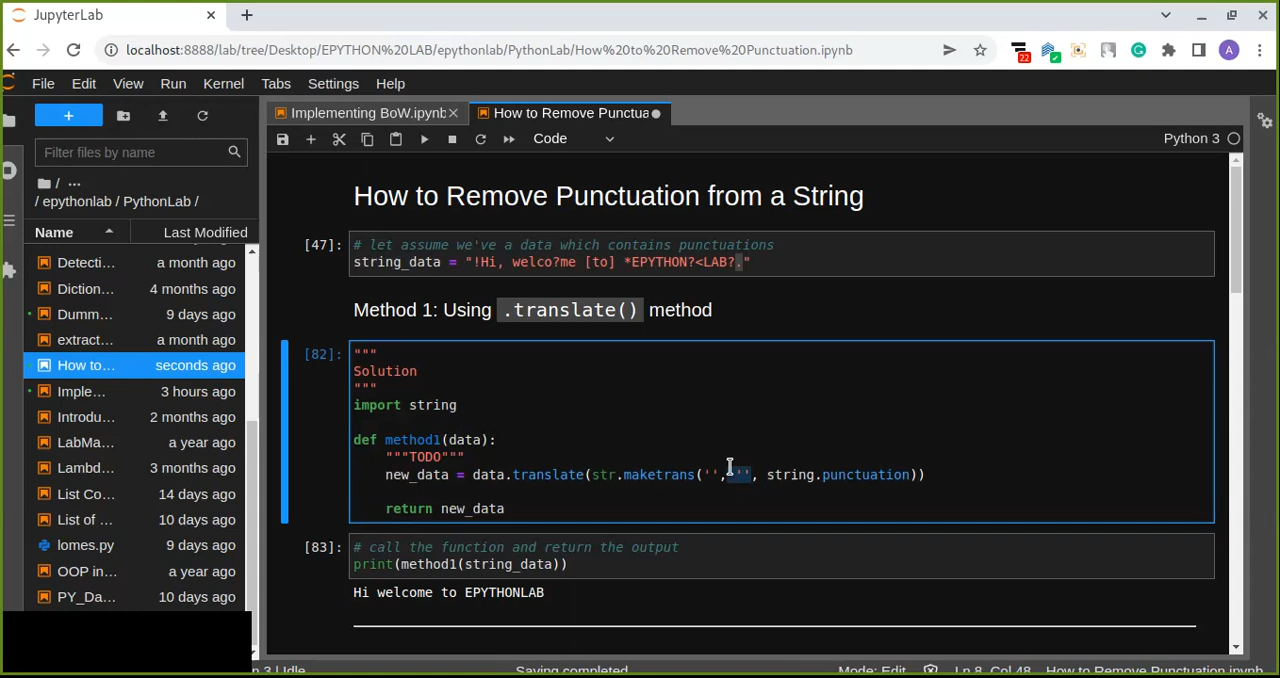 JupyterLab
localhost:8888/lab/tree/Desktop/EPYTHON%20LAB/epythonlab/PythonLab/How%20to%20Remove%20Punctuation.ipynb
22
A
File Edit View Run Kernel Tabs Settings Help
Implementing BoW.ipynb
How to Remove Punctua
Filter files by name
Code
Python 3
/ ...
/ epythonlab / PythonLab /
Name
Last Modified
Detecti... a month ago
Diction... 4 months ago
Dumm... 9 days ago
extract... a month ago
How to... seconds ago
Imple... 3 hours ago
Introdu... 2 months ago
LabMa... a year ago
Lambd... 3 months ago
List Co... 14 days ago
List of ... 10 days ago
lomes.py 9 days ago
OOP in... a year ago
PY_Da... 10 days ago
How to Remove Punctuation from a String
[47]:
# let assume we've a data which contains punctuations
string_data = "!Hi, welco?me [to] *EPYTHON?<LAB?."
Method 1: Using .translate() method
[82]:
"""
Solution
"""
import string
def method1(data):
"""TODO"""
new_data = data.translate(str.maketrans('', '', string.punctuation))
return new_data
[83]:
# call the function and return the output
print(method1(string_data))
Hi welcome to EPYTHONLAB
3 | Idle
Saving completed
Mode: Edit
Ln 8, Col 48
How to Remove Punctuation.ipynb